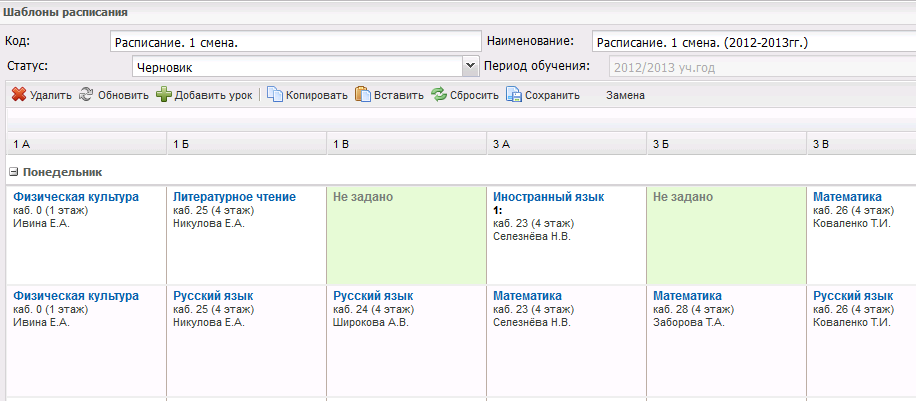 Шаблоны расписания
Код: Расписание. 1 смена. Наименование: Расписание. 1 смена. (2012-2013гг.)
Статус: Черновик Период обучения: 2012/2013 уч.год
Удалить Обновить Добавить урок Копировать Вставить Сбросить Сохранить Замена
1 А 1 Б 1 В 3 А 3 Б 3 В
Понедельник
Физическая культура Литературное чтение Не задано Иностранный язык Не задано Математика
каб. 0 (1 этаж) каб. 25 (4 этаж) 1: каб. 26 (4 этаж)
Ивина Е.А. Никулова Е.А. каб. 23 (4 этаж) Коваленко Т.И.
Селезнёва Н.В.
Физическая культура Русский язык Русский язык Математика Математика Русский язык
каб. 0 (1 этаж) каб. 25 (4 этаж) каб. 24 (4 этаж) каб. 23 (4 этаж) каб. 28 (4 этаж) каб. 26 (4 этаж)
Ивина Е.А. Никулова Е.А. Широкова А.В. Селезнёва Н.В. Заборова Т.А. Коваленко Т.И.